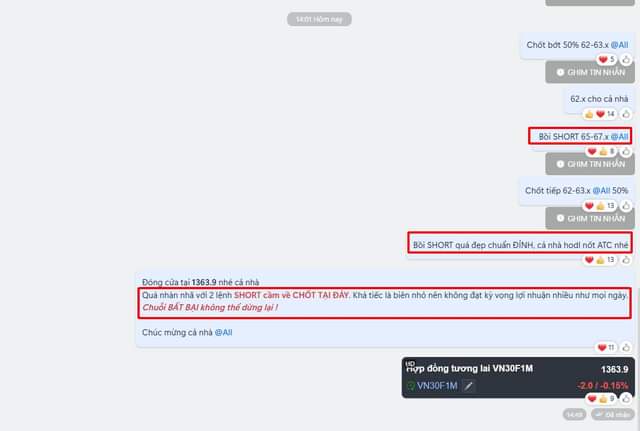 14:01 Hôm nay
Chốt bớt 50% 62-63.x @All
5
GHIM TIN NHẮN
62.x cho cả nhà
14
Bồi SHORT 65-67.x @All
8
GHIM TIN NHẮN
Chốt tiếp 62-63.x @All 50%
13
GHIM TIN NHẮN
Bồi SHORT quá đẹp chuẩn ĐỈNH, cả nhà hodl nốt ATC nhé
13
Đóng cửa tại 1363.9 nhé cả nhà
Quá nhàn nhã với 2 lệnh SHORT cầm về CHỐT TẠI ĐÁY. Khá tiếc là biên nhỏ nên không đạt kỳ vọng lợi nhuận nhiều như mọi ngày.
Chuỗi BẤT BẠI không thể dừng lại !
Chúc mừng cả nhà @All
11
HD
Hợp đồng tương lai VN30F1M 1363.9
VN30F1M -2.0 / -0.15%
9
14:49 Đã nhận